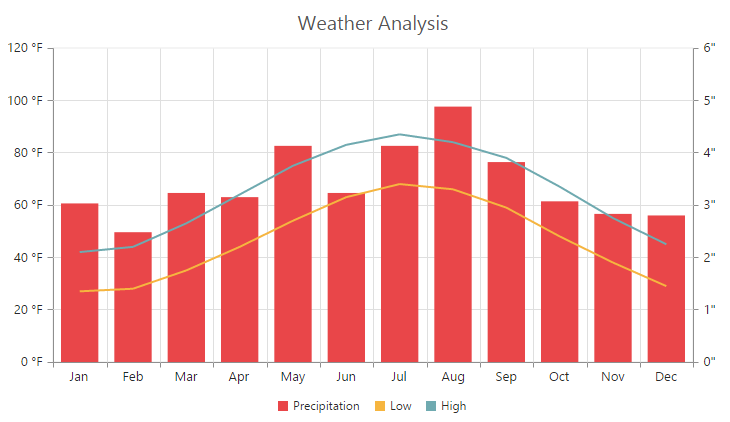 Weather Analysis
120 °F 6"
100 °F 5"
80 °F 4"
60 °F 3"
40 °F 2"
20 °F 1"
0 °F 0"
Jan Feb Mar Apr May Jun Jul Aug Sep Oct Nov Dec
Precipitation Low High